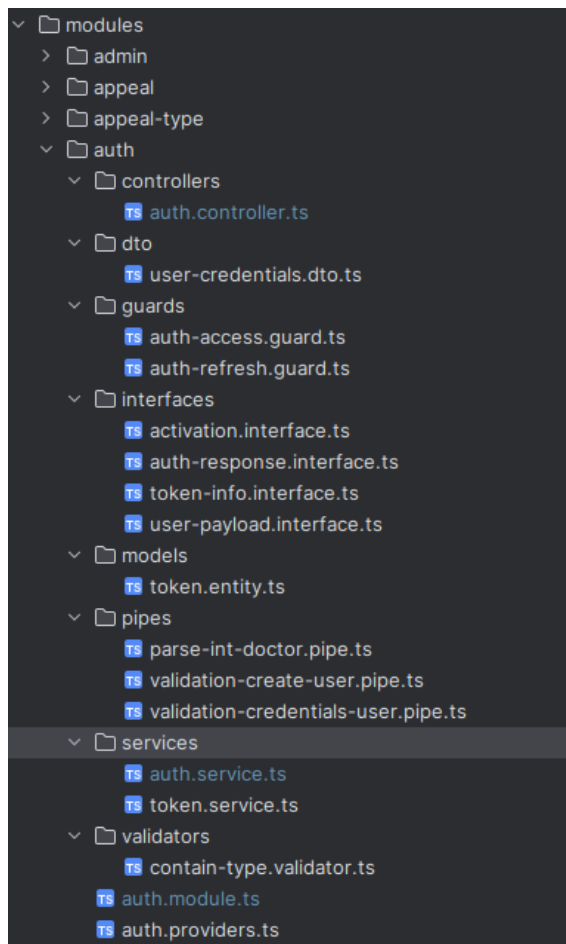 modules
admin
appeal
appeal-type
auth
controllers
TS auth.controller.ts
dto
TS user-credentials.dto.ts
guards
TS auth-access.guard.ts
TS auth-refresh.guard.ts
interfaces
TS activation.interface.ts
TS auth-response.interface.ts
TS token-info.interface.ts
TS user-payload.interface.ts
models
TS token.entity.ts
pipes
TS parse-int-doctor.pipe.ts
TS validation-create-user.pipe.ts
TS validation-credentials-user.pipe.ts
services
TS auth.service.ts
TS token.service.ts
validators
TS contain-type.validator.ts
TS auth.module.ts
TS auth.providers.ts